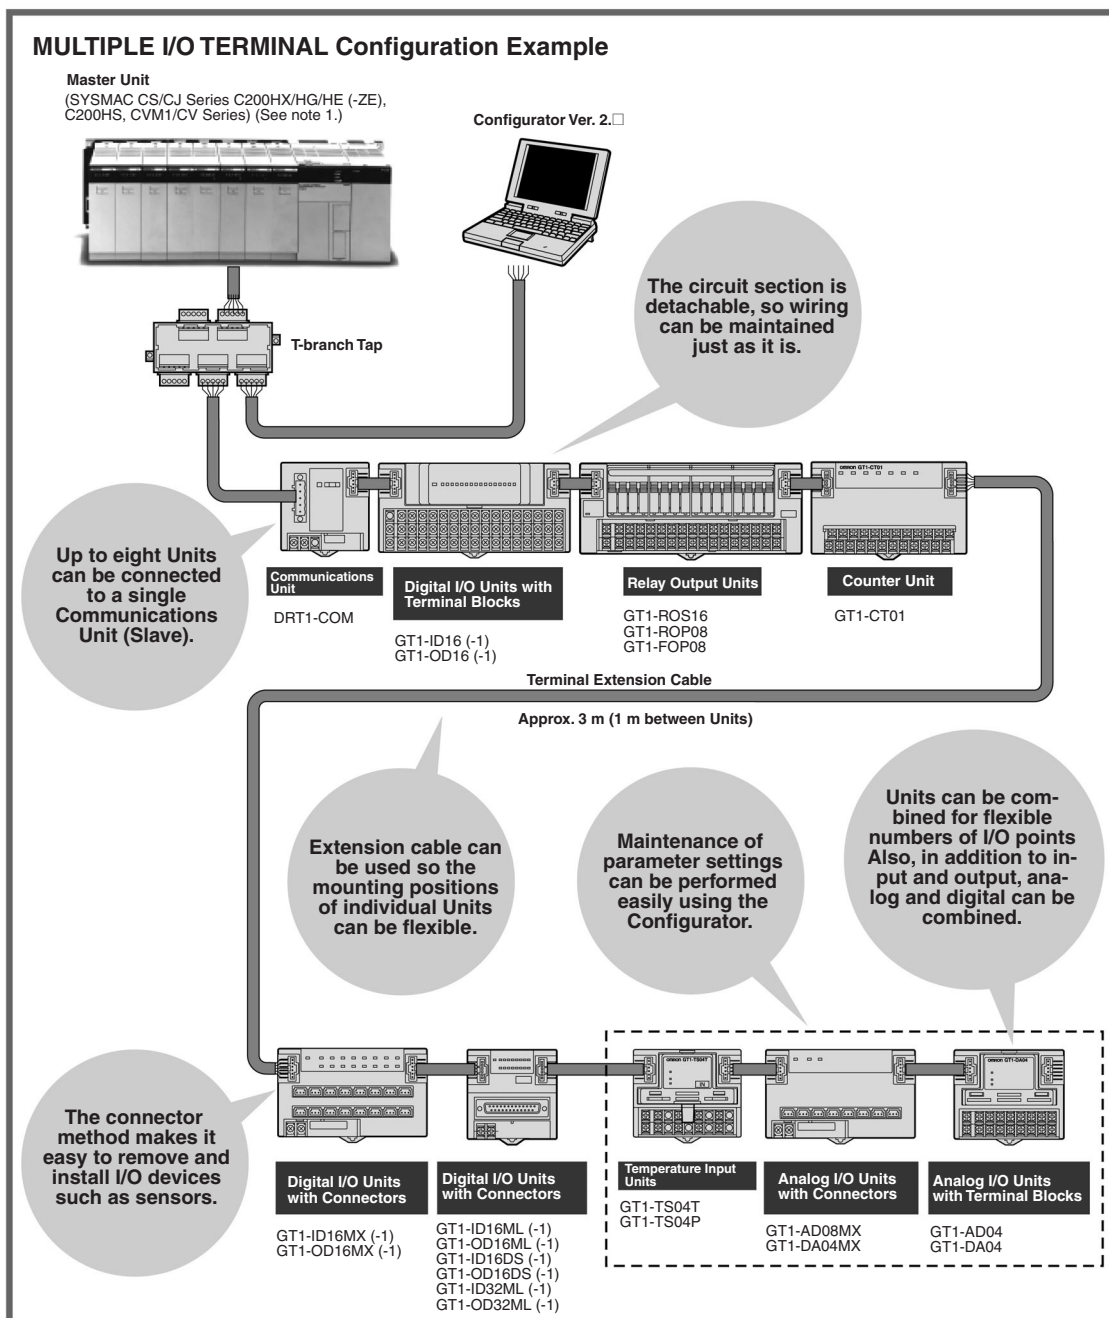 MULTIPLE I/O TERMINAL Configuration Example
Master Unit
(SYSMAC CS/CJ Series C200HX/HG/HE (-ZE),
C200HS, CVM1/CV Series) (See note 1.)
Configurator Ver. 2.□
T-branch Tap
The circuit section is
detachable, so wiring
can be maintained
just as it is.
Up to eight Units
can be connected
to a single
Communications
Unit (Slave).
omron GT1-CT01
Communications
Unit
DRT1-COM
Digital I/O Units with
Terminal Blocks
GT1-ID16 (-1)
GT1-OD16 (-1)
Relay Output Units
GT1-ROS16
GT1-ROP08
GT1-FOP08
Counter Unit
GT1-CT01
Terminal Extension Cable
Approx. 3 m (1 m between Units)
Extension cable can
be used so the
mounting positions
of individual Units
can be flexible.
Maintenance of
parameter settings
can be performed
easily using the
Configurator.
Units can be com-
bined for flexible
numbers of I/O points
Also, in addition to in-
put and output, ana-
log and digital can be
combined.
The connector
method makes it
easy to remove and
install I/O devices
such as sensors.
omron GT1-TS04T
IN
omron GT1-DA04
Digital I/O Units
with Connectors
GT1-ID16MX (-1)
GT1-OD16MX (-1)
Digital I/O Units
with Connectors
GT1-ID16ML (-1)
GT1-OD16ML (-1)
GT1-ID16DS (-1)
GT1-OD16DS (-1)
GT1-ID32ML (-1)
GT1-OD32ML (-1)
Temperature Input
Units
GT1-TS04T
GT1-TS04P
Analog I/O Units
with Connectors
GT1-AD08MX
GT1-DA04MX
Analog I/O Units
with Terminal Blocks
GT1-AD04
GT1-DA04